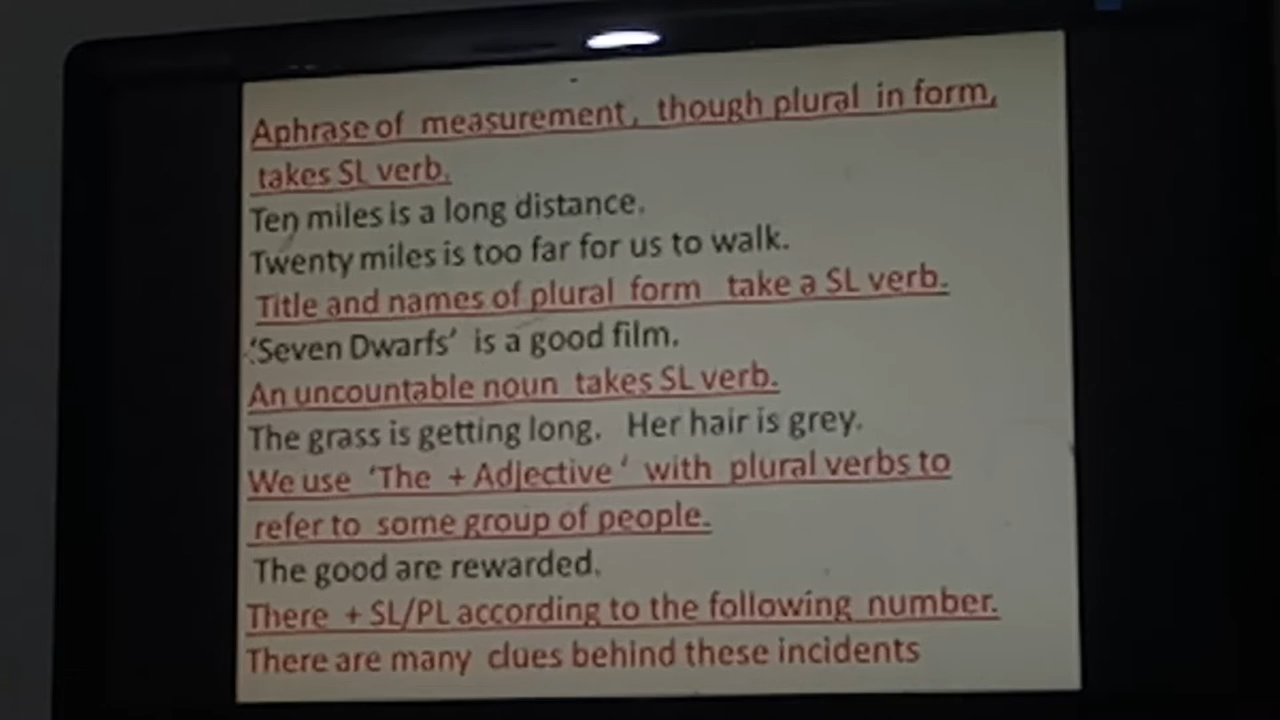 Aphrase of measurement, though plural in form,
takes SL verb.
Ten miles is a long distance.
Twenty miles is too far for us to walk.
Title and names of plural form take a SL verb.
'Seven Dwarfs' is a good film.
An uncountable noun takes SL verb.
The grass is getting long. Her hair is grey.
We use 'The + Adjective ' with plural verbs to
refer to some group of people.
The good are rewarded.
There + SL/PL according to the following number.
There are many clues behind these incidents